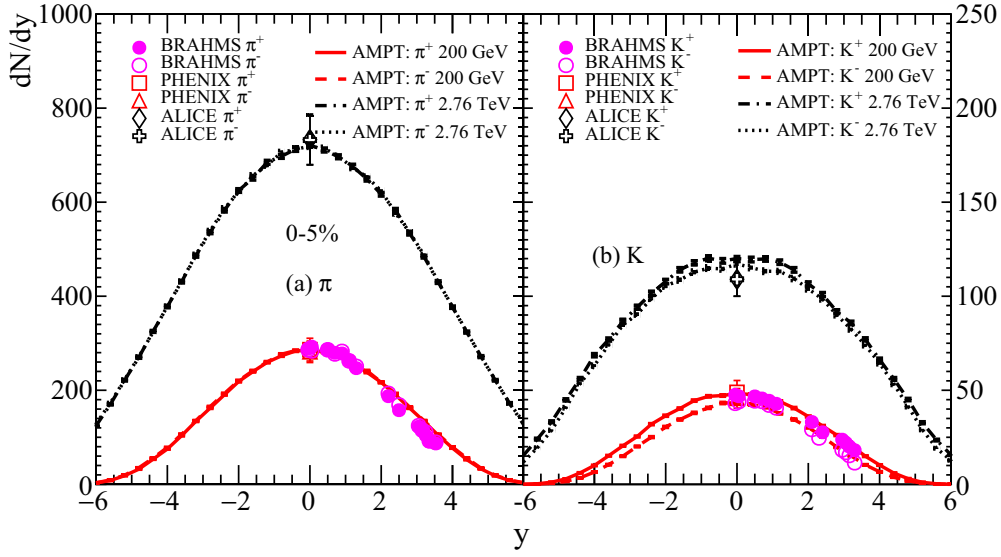 dN/dy
1000
800
600
400
200
0
BRAHMS π+
BRAHMS π-
PHENIX π+
PHENIX π-
ALICE π+
ALICE π-
AMPT: π+ 200 GeV
AMPT: π- 200 GeV
AMPT: π+ 2.76 TeV
AMPT: π- 2.76 TeV
0-5%
(a) π
BRAHMS K+
BRAHMS K-
PHENIX K+
PHENIX K-
ALICE K+
ALICE K-
AMPT: K+ 200 GeV
AMPT: K- 200 GeV
AMPT: K+ 2.76 TeV
AMPT: K- 2.76 TeV
(b) K
250
200
150
100
50
0
−6 −4 −2 0 2 4 -6 −4 −2 0 2 4 6
y